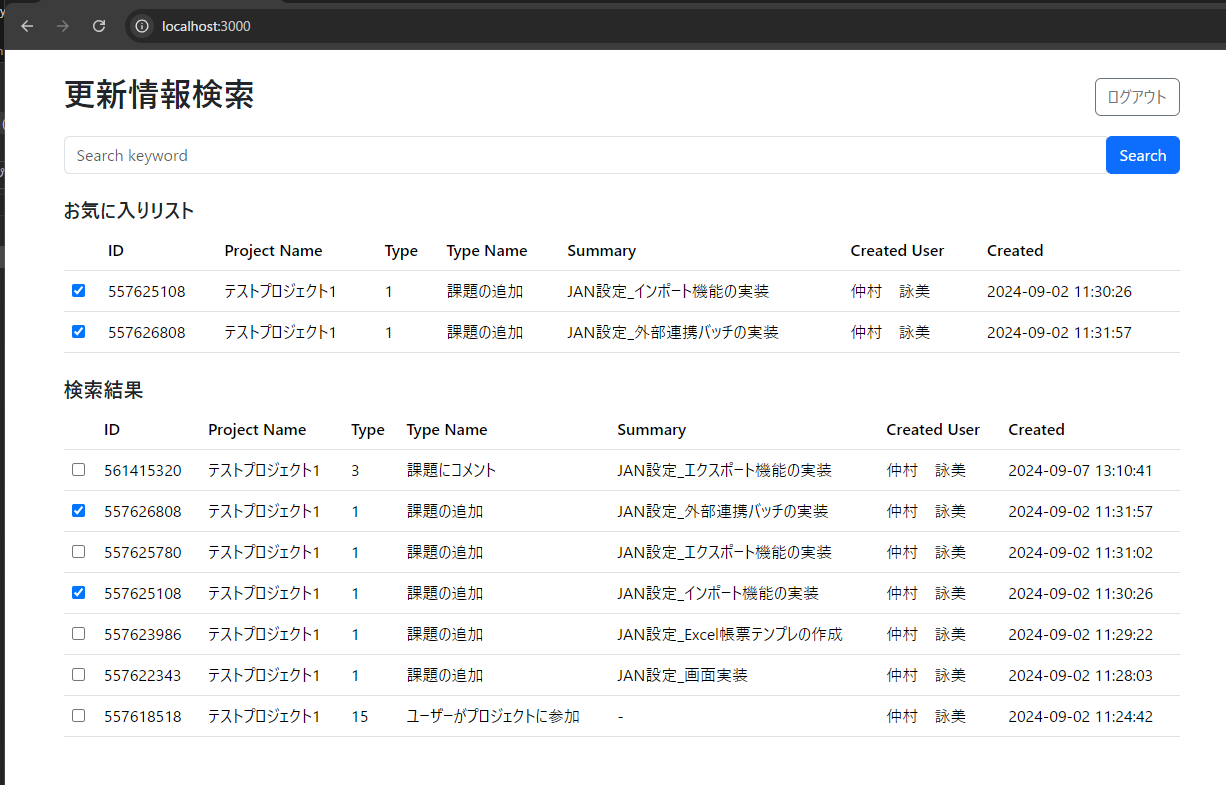 localhost:3000
更新情報検索
ログアウト
Search keyword
Search
お気に入りリスト
ID Project Name Type Type Name Summary Created User Created
557625108 テストプロジェクト1 1 課題の追加 JAN設定_インポート機能の実装 仲村　詠美 2024-09-02 11:30:26
557626808 テストプロジェクト1 1 課題の追加 JAN設定_外部連携バッチの実装 仲村　詠美 2024-09-02 11:31:57
検索結果
ID Project Name Type Type Name Summary Created User Created
561415320 テストプロジェクト1 3 課題にコメント JAN設定_エクスポート機能の実装 仲村　詠美 2024-09-07 13:10:41
557626808 テストプロジェクト1 1 課題の追加 JAN設定_外部連携バッチの実装 仲村　詠美 2024-09-02 11:31:57
557625780 テストプロジェクト1 1 課題の追加 JAN設定_エクスポート機能の実装 仲村　詠美 2024-09-02 11:31:02
557625108 テストプロジェクト1 1 課題の追加 JAN設定_インポート機能の実装 仲村　詠美 2024-09-02 11:30:26
557623986 テストプロジェクト1 1 課題の追加 JAN設定_Excel帳票テンプレの作成 仲村　詠美 2024-09-02 11:29:22
557622343 テストプロジェクト1 1 課題の追加 JAN設定_画面実装 仲村　詠美 2024-09-02 11:28:03
557618518 テストプロジェクト1 15 ユーザーがプロジェクトに参加 - 仲村　詠美 2024-09-02 11:24:42